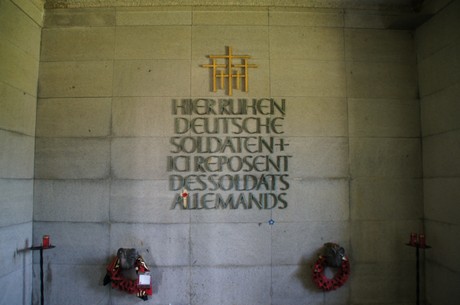 HIER RUHEN
DEUTSCHE
SOLDATEN +
ICI REPOSENT
DES SOLDATS
ALLEMANDS